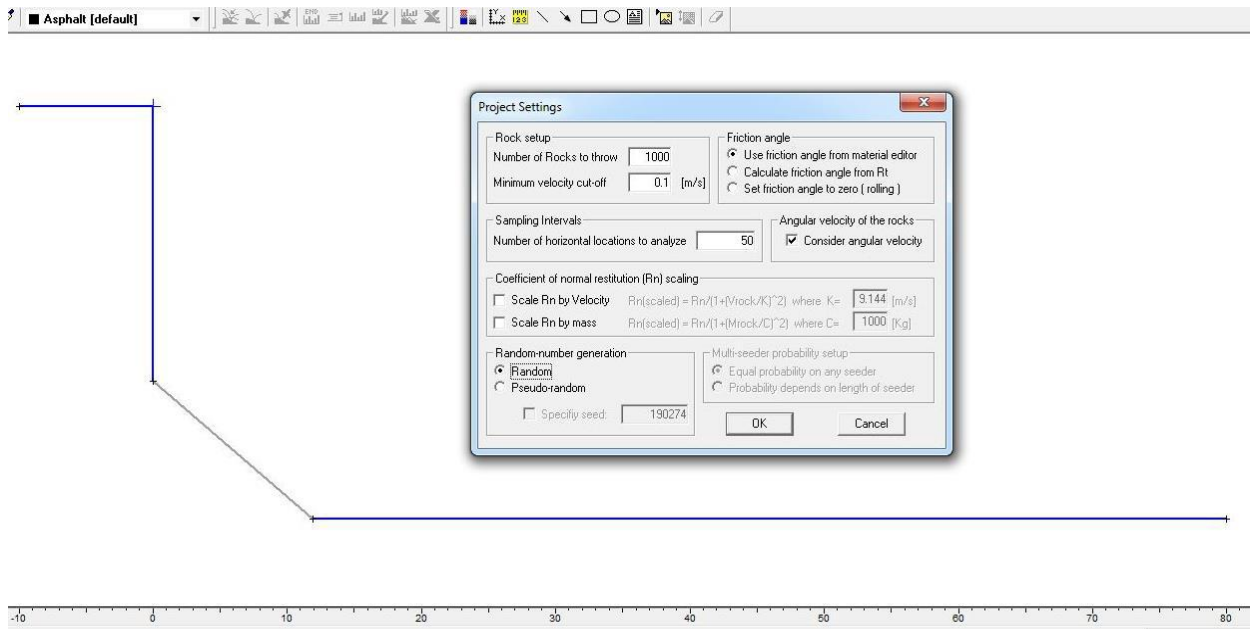 Asphalt [default]
Project Settings
Rock setup
Number of Rocks to throw 1000
Minimum velocity cut-off 0.1 [m/s]
Friction angle
Use friction angle from material editor
Calculate friction angle from Rt
Set friction angle to zero ( rolling )
Sampling Intervals
Number of horizontal locations to analyze 50
Angular velocity of the rocks
Consider angular velocity
Coefficient of normal restitution (Rn) scaling
Scale Rn by Velocity Rn(scaled) = Rn/(1+(Vrock/K)^2) where K= 9.144 [m/s]
Scale Rn by mass Rn(scaled) = Rn/(1+(Mrock/C)^2) where C= 1000 [Kg]
Random-number generation
Random
Pseudo-random
Specifiy seed: 190274
Multi-seeder probability setup
Equal probability on any seeder
Probability depends on length of seeder
OK Cancel
-10 0 10 20 30 40 50 60 70 80